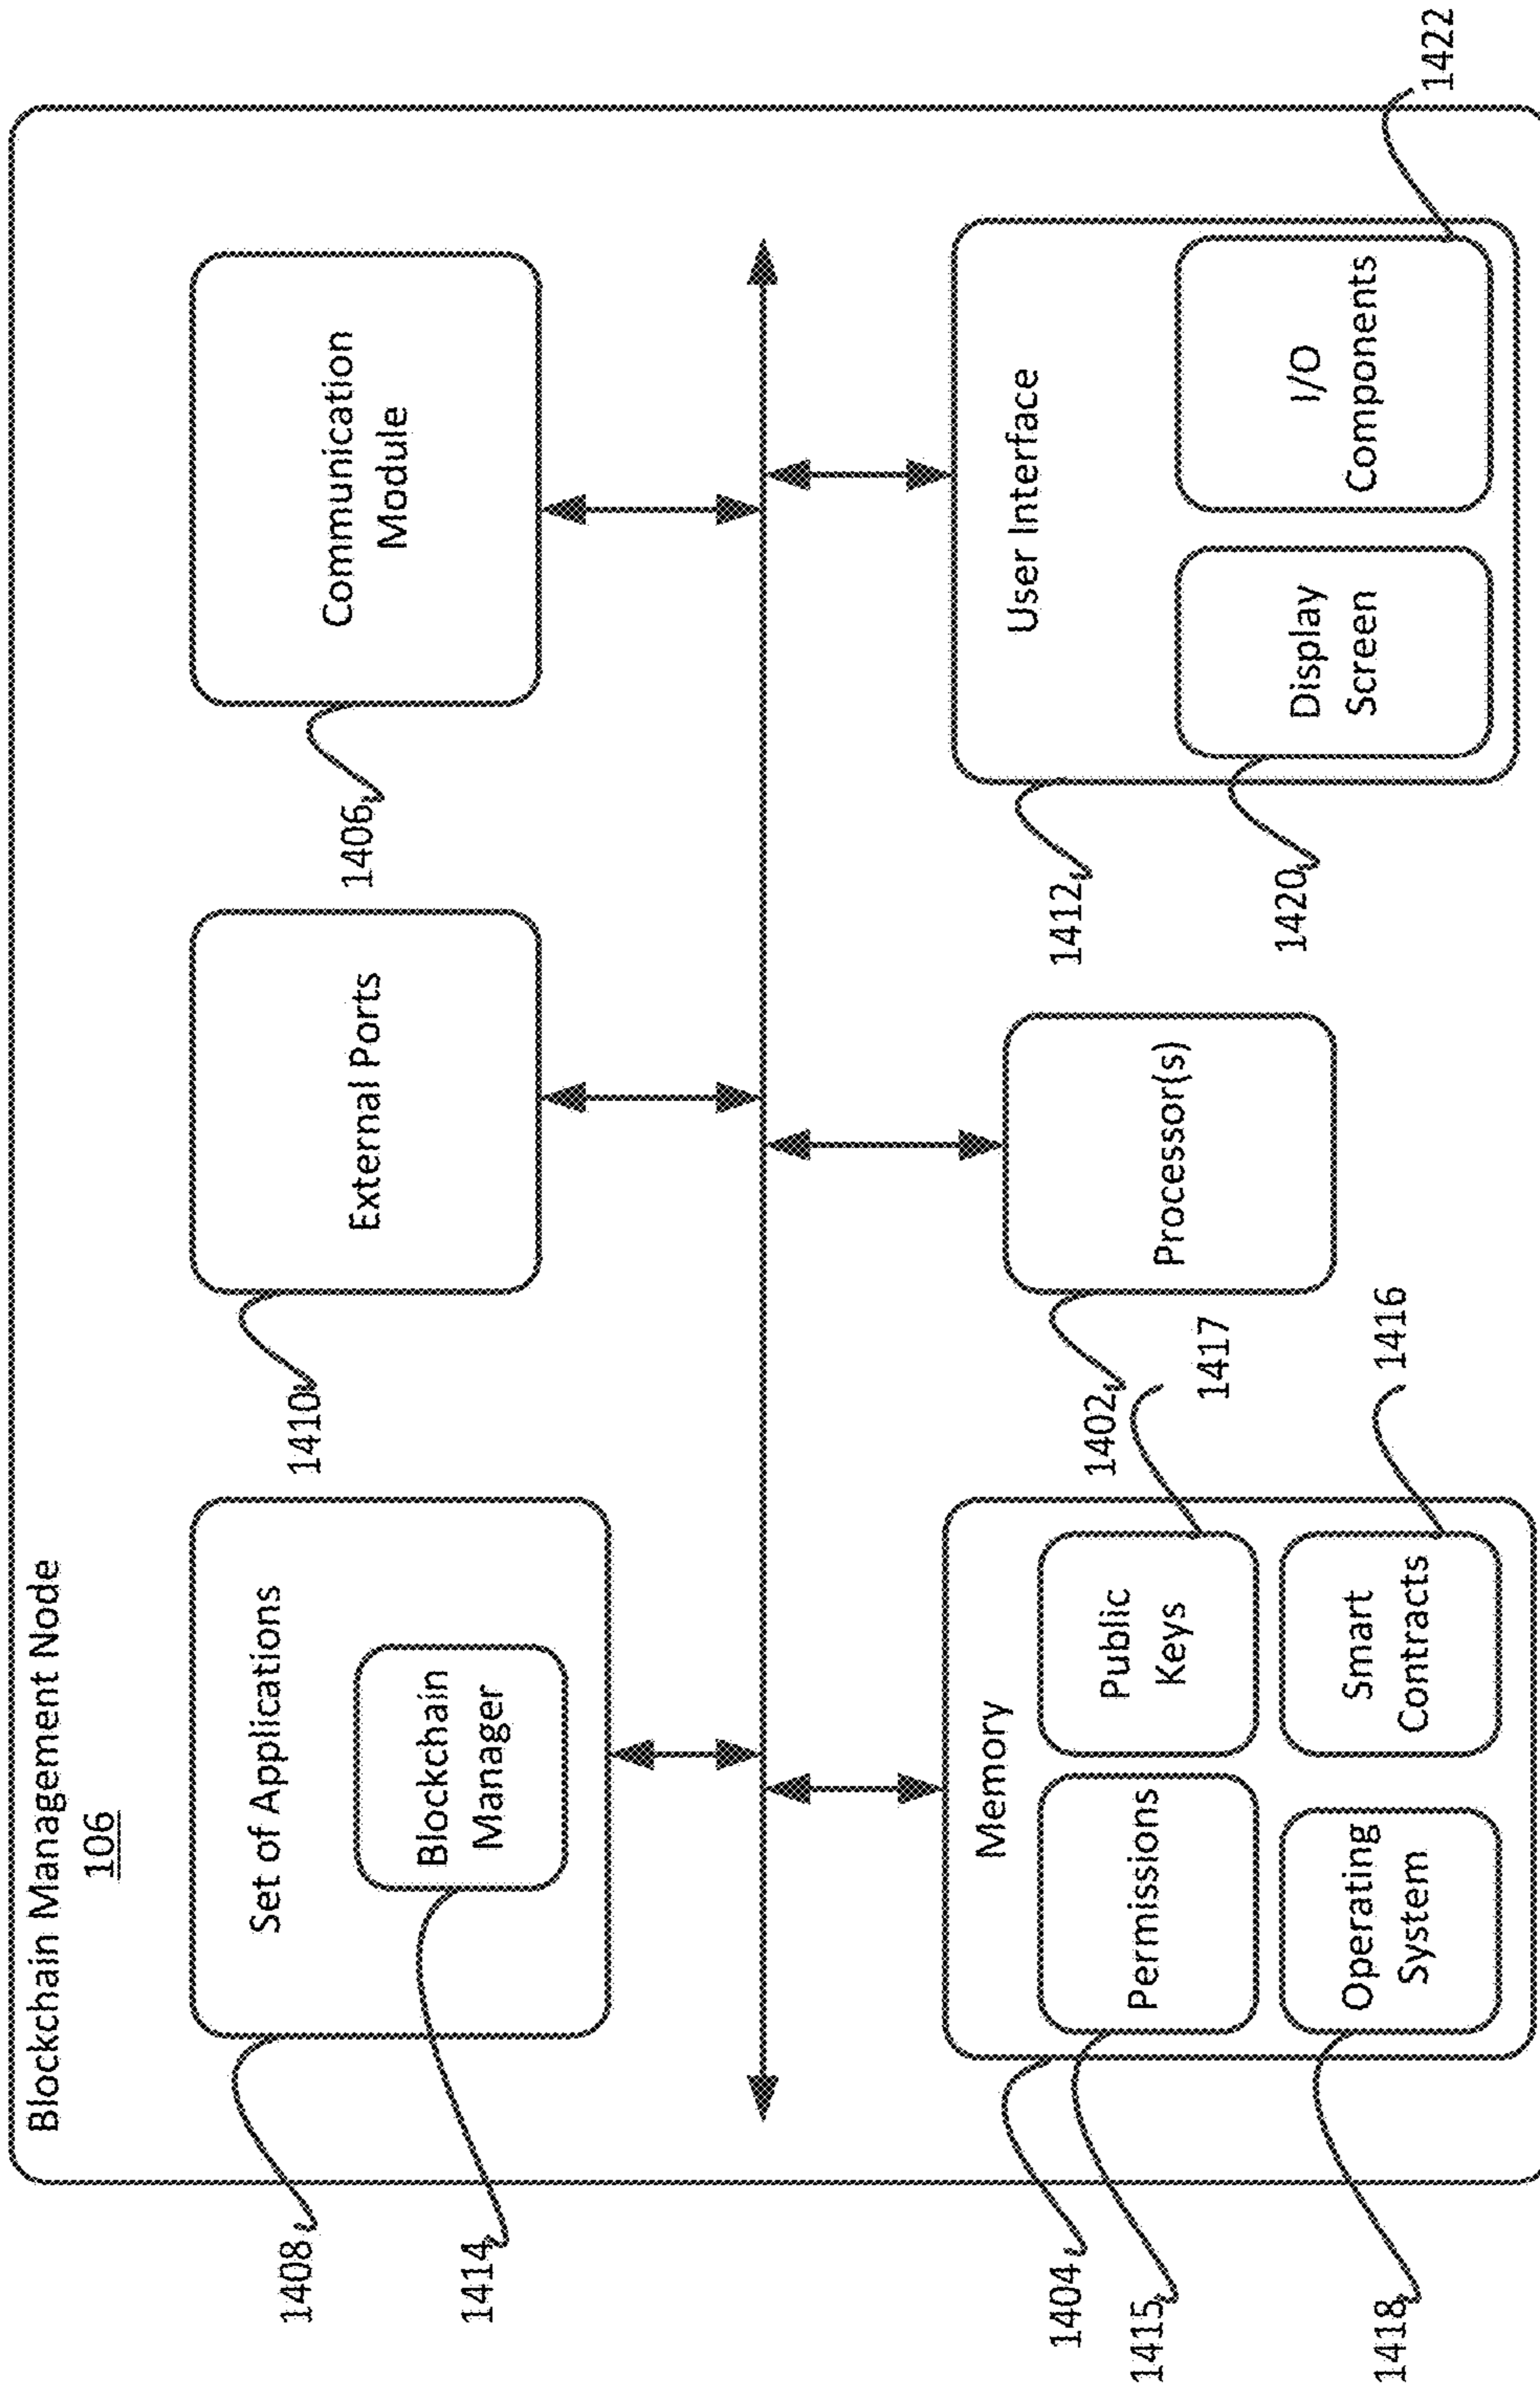 Blockchain Management Node
106
1408
Set of Applications
1414
Blockchain
Manager
1410
External Ports
1406
Communication
Module
1404
Memory
1415
Permissions
Public
Keys
1417
1418
Operating
System
Smart
Contracts
1416
1402
Processor(s)
1412
User Interface
1420
Display
Screen
I/O
Components
1422